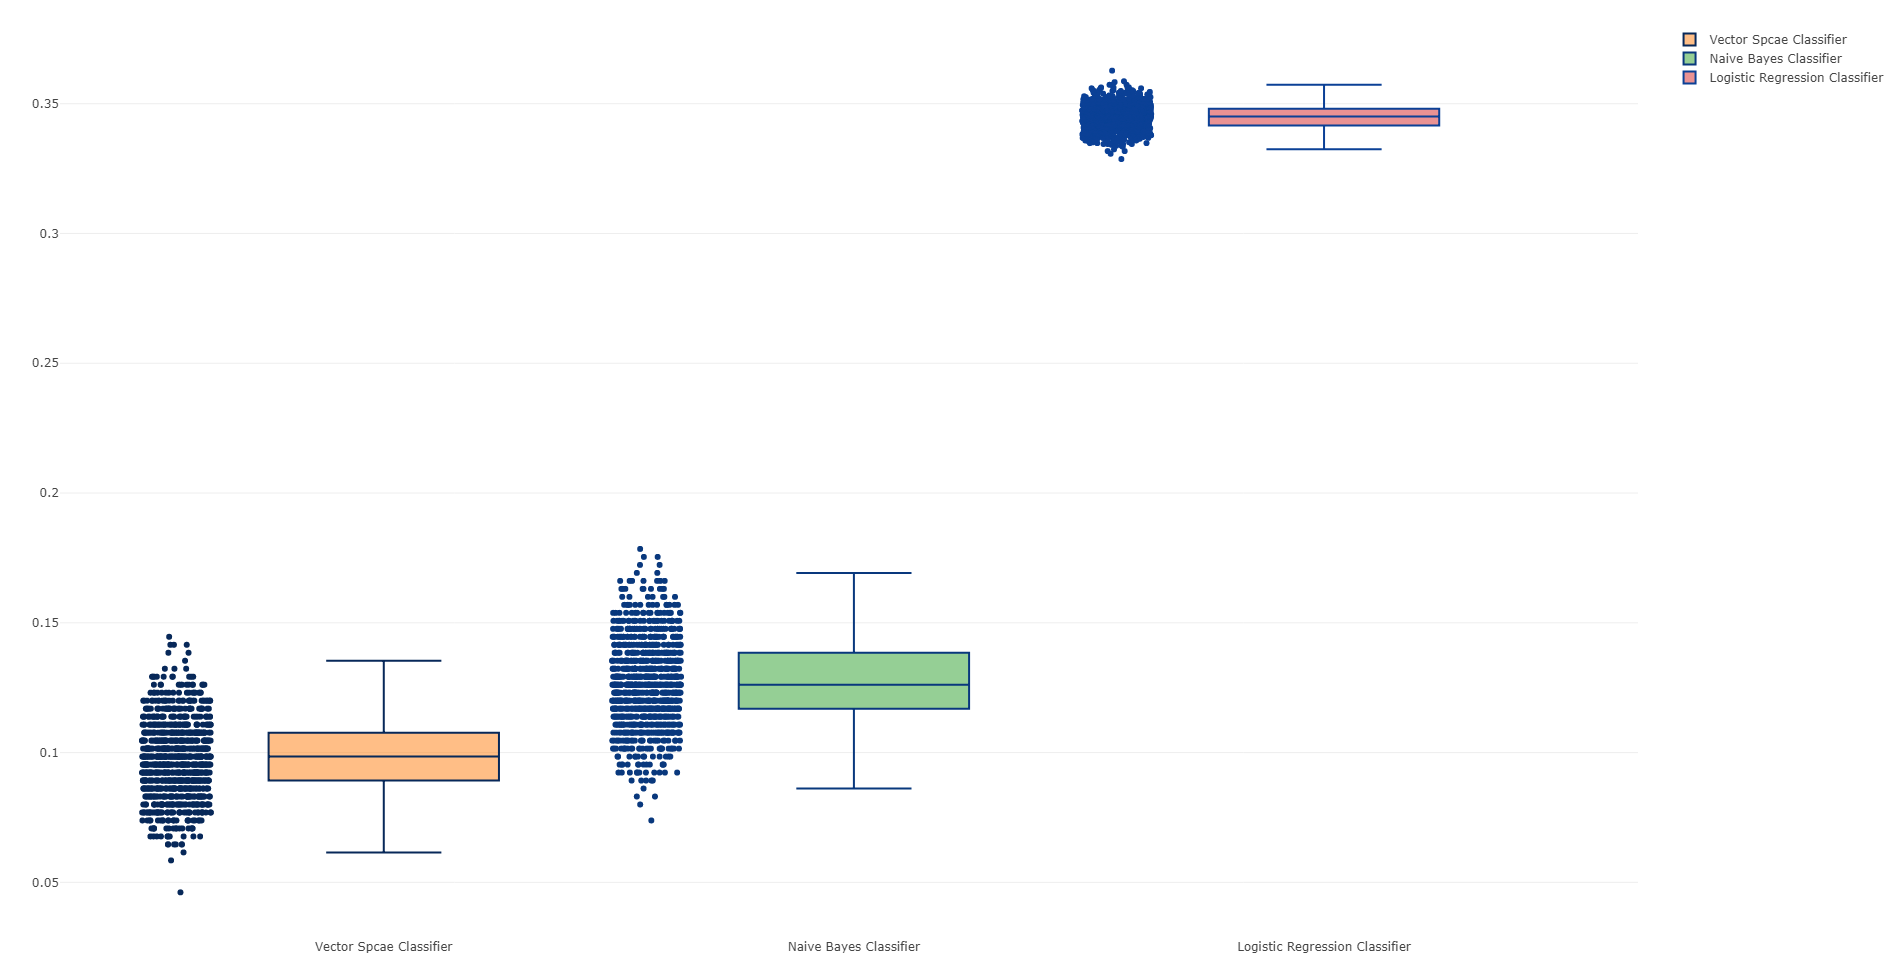 Vector Spcae Classifier
Naive Bayes Classifier
Logistic Regression Classifier
0.35
0.3
0.25
0.2
0.15
0.1
0.05
Vector Spcae Classifier
Naive Bayes Classifier
Logistic Regression Classifier